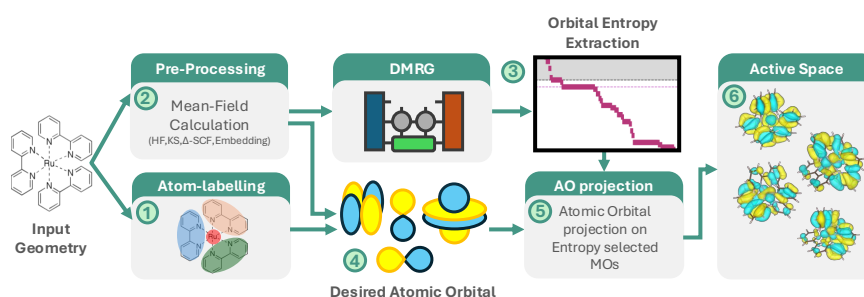 Orbital Entropy
Extraction
Pre-Processing
DMRG
3
Active Space
2
Mean-Field
Calculation
(HF,KS,Δ-SCF,Embedding)
6
Ru
Input
Geometry
Atom-labelling
1
Ru
4
Desired Atomic Orbital
AO projection
5
Atomic Orbital
projection on
Entropy selected
MOs
N
N
N
N
N
N